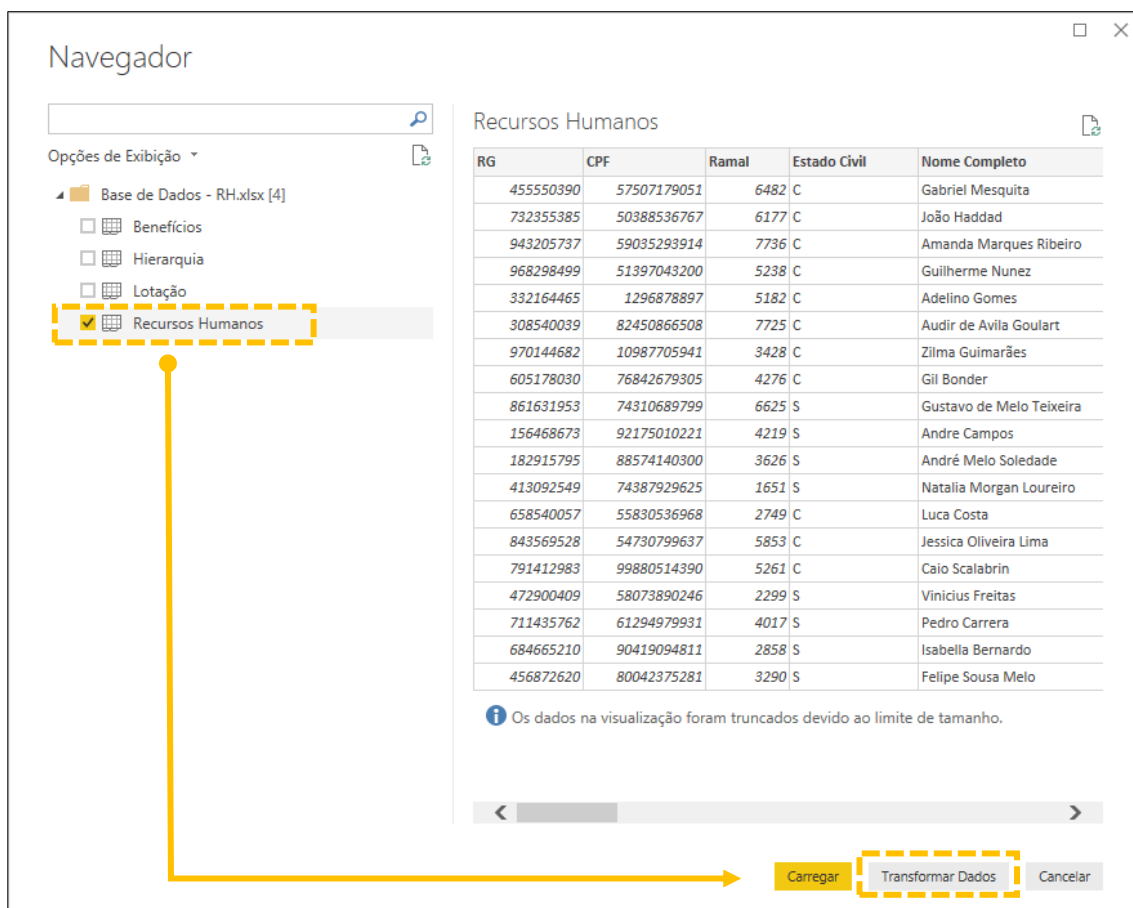 Navegador
Opções de Exibição
Base de Dados - RH.xlsx [4]
Benefícios
Hierarquia
Lotação
Recursos Humanos
Recursos Humanos
RG CPF Ramal Estado Civil Nome Completo
455550390 57507179051 6482 C Gabriel Mesquita
732355385 50388536767 6177 C João Haddad
943205737 59035293914 7736 C Amanda Marques Ribeiro
968298499 51397043200 5238 C Guilherme Nunez
332164465 1296878897 5182 C Adelino Gomes
308540039 82450866508 7725 C Audir de Avila Goulart
970144682 10987705941 3428 C Zilma Guimarães
605178030 76842679305 4276 C Gil Bonder
861631953 74310689799 6625 S Gustavo de Melo Teixeira
156468673 92175010221 4219 S Andre Campos
182915795 88574140300 3626 S André Melo Soledade
413092549 74387929625 1651 S Natalia Morgan Loureiro
658540057 55830536968 2749 C Luca Costa
843569528 54730799637 5853 C Jessica Oliveira Lima
791412983 99880514390 5261 C Caio Scalabrin
472900409 58073890246 2299 S Vinicius Freitas
711435762 61294979931 4017 S Pedro Carrera
684665210 90419094811 2858 S Isabella Bernardo
456872620 80042375281 3290 S Felipe Sousa Melo
Os dados na visualização foram truncados devido ao limite de tamanho.
Carregar Transformar Dados Cancelar